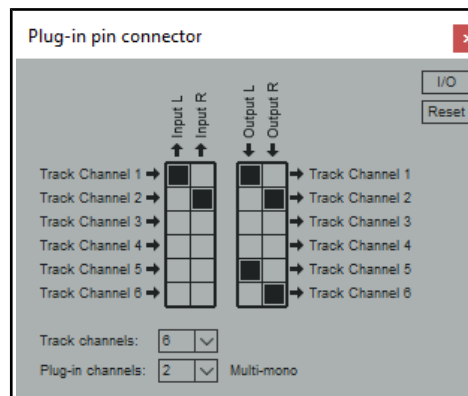 Plug-in pin connector
I/O
Reset
Input L
Input R
Output L
Output R
Track Channel 1 Track Channel 1
Track Channel 2 Track Channel 2
Track Channel 3 Track Channel 3
Track Channel 4 Track Channel 4
Track Channel 5 Track Channel 5
Track Channel 6 Track Channel 6
Track channels: 6
Plug-in channels: 2 Multi-mono